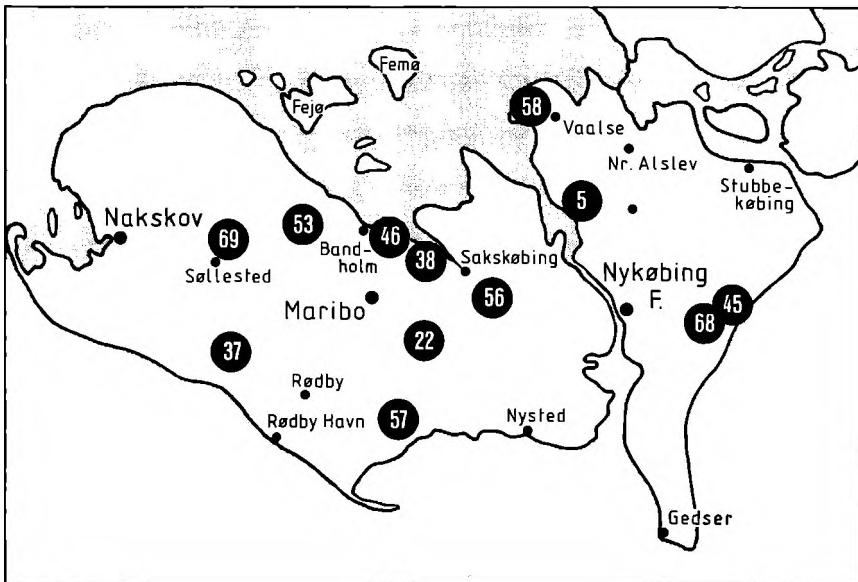 Femø
Fejø
58
Vaalse
Nr. Alslev
Stubbe-
købing
5
53
46
Nakskov
69
Band-
holm
38
Sakskøbing
Søllested
56
Nykøbing
F.
Maribo
45
68
22
37
Rødby
57
Rødby Havn
Nysted
Gedser